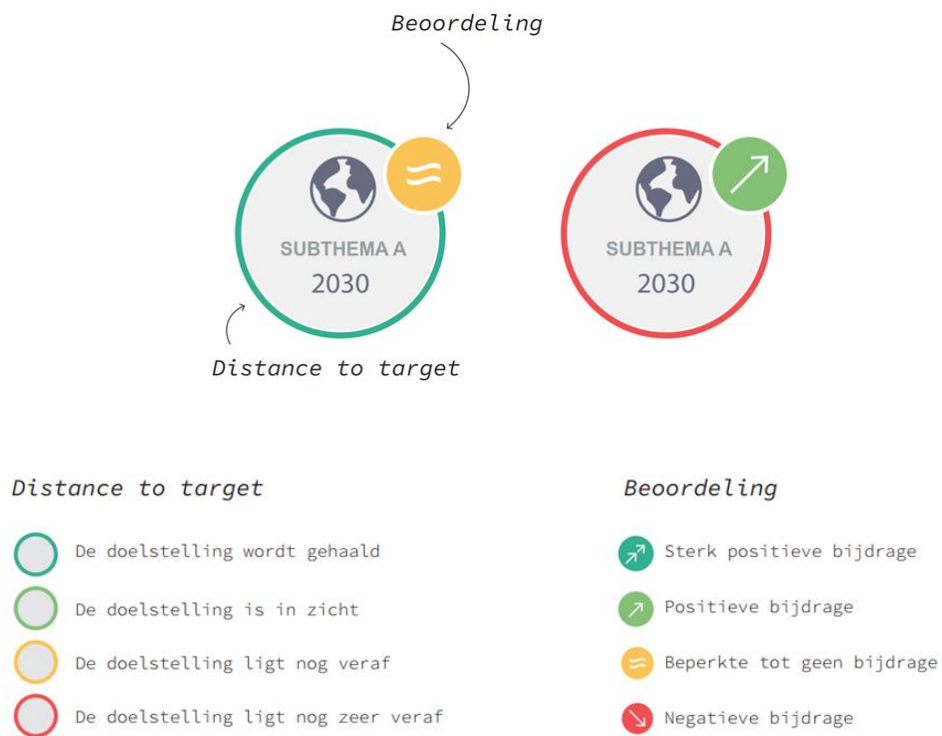 Beoordeling
SUBTHEMA A
2030
SUBTHEMA A
2030
Distance to target
Distance to target
De doelstelling wordt gehaald
De doelstelling is in zicht
De doelstelling ligt nog veraf
De doelstelling ligt nog zeer veraf
Beoordeling
Sterk positieve bijdrage
Positieve bijdrage
Beperkte tot geen bijdrage
Negatieve bijdrage